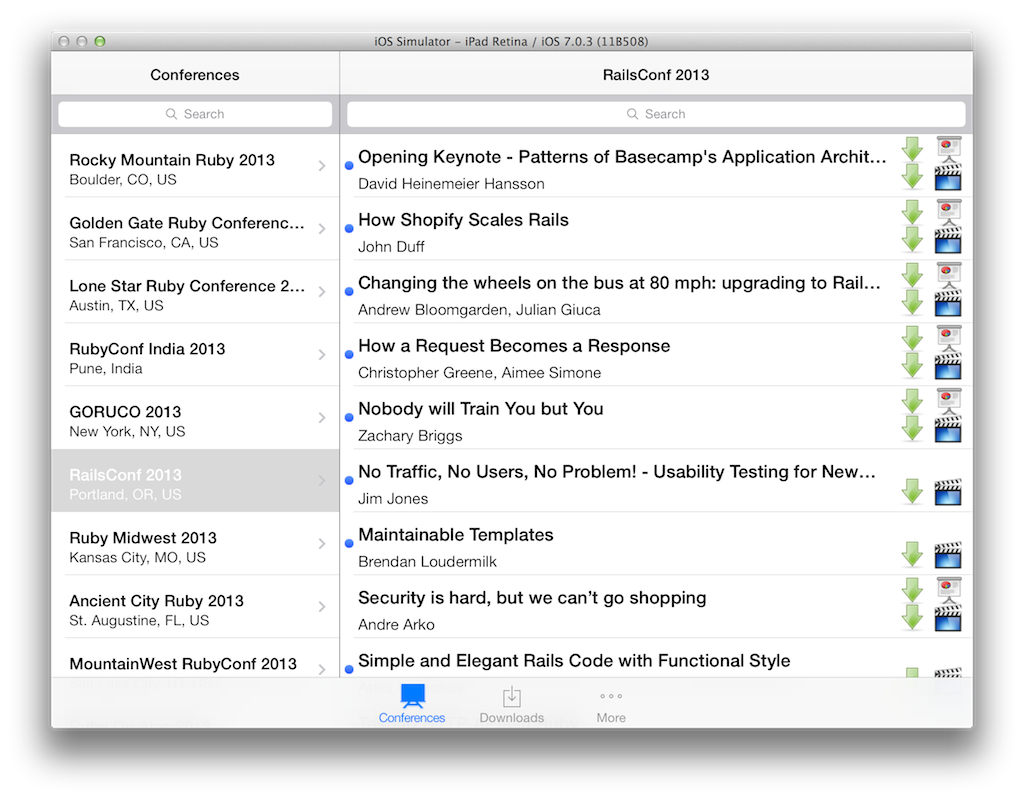 iOS Simulator – iPad Retina / iOS 7.0.3 (11B508)
Conferences
Search
Rocky Mountain Ruby 2013
Boulder, CO, US
Golden Gate Ruby Conferenc...
San Francisco, CA, US
Lone Star Ruby Conference 2...
Austin, TX, US
RubyConf India 2013
Pune, India
GORUCO 2013
New York, NY, US
RailsConf 2013
Portland, OR, US
Ruby Midwest 2013
Kansas City, MO, US
Ancient City Ruby 2013
St. Augustine, FL, US
MountainWest RubyConf 2013
RailsConf 2013
Search
Opening Keynote - Patterns of Basecamp's Application Archit...
David Heinemeier Hansson
How Shopify Scales Rails
John Duff
Changing the wheels on the bus at 80 mph: upgrading to Rail...
Andrew Bloomgarden, Julian Giuca
How a Request Becomes a Response
Christopher Greene, Aimee Simone
Nobody will Train You but You
Zachary Briggs
No Traffic, No Users, No Problem! - Usability Testing for New...
Jim Jones
Maintainable Templates
Brendan Loudermilk
Security is hard, but we can’t go shopping
Andre Arko
Simple and Elegant Rails Code with Functional Style
Conferences
Downloads
More